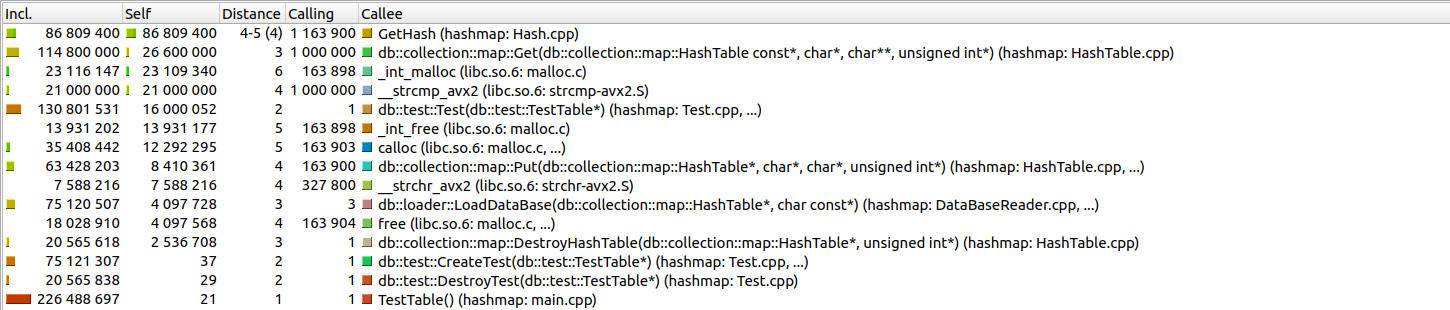 Incl. Self Distance Calling Callee
86 809 400 86 809 400 4-5 (4) 1 163 900 GetHash (hashmap: Hash.cpp)
114 800 000 26 600 000 3 1 000 000 db::collection::map::Get(db::collection::map::HashTable const*, char*, char**, unsigned int*) (hashmap: HashTable.cpp)
23 116 147 23 109 340 6 163 898 _int_malloc (libc.so.6: malloc.c)
21 000 000 21 000 000 4 1 000 000 __strcmp_avx2 (libc.so.6: strcmp-avx2.S)
130 801 531 16 000 052 2 1 db::test::Test(db::test::TestTable*) (hashmap: Test.cpp, ...)
13 931 202 13 931 177 5 163 898 _int_free (libc.so.6: malloc.c)
35 408 442 12 292 295 5 163 903 calloc (libc.so.6: malloc.c, ...)
63 428 203 8 410 361 4 163 900 db::collection::map::Put(db::collection::map::HashTable*, char*, char*, unsigned int*) (hashmap: HashTable.cpp, ...)
7 588 216 7 588 216 4 327 800 __strchr_avx2 (libc.so.6: strchr-avx2.S)
75 120 507 4 097 728 3 3 db::loader::LoadDataBase(db::collection::map::HashTable*, char const*) (hashmap: DataBaseReader.cpp, ...)
18 028 910 4 097 568 4 163 904 free (libc.so.6: malloc.c, ...)
20 565 618 2 536 708 3 1 db::collection::map::DestroyHashTable(db::collection::map::HashTable*, unsigned int*) (hashmap: HashTable.cpp)
75 121 307 37 2 1 db::test::CreateTest(db::test::TestTable*) (hashmap: Test.cpp, ...)
20 565 838 29 2 1 db::test::DestroyTest(db::test::TestTable*) (hashmap: Test.cpp)
226 488 697 21 1 1 TestTable() (hashmap: main.cpp)